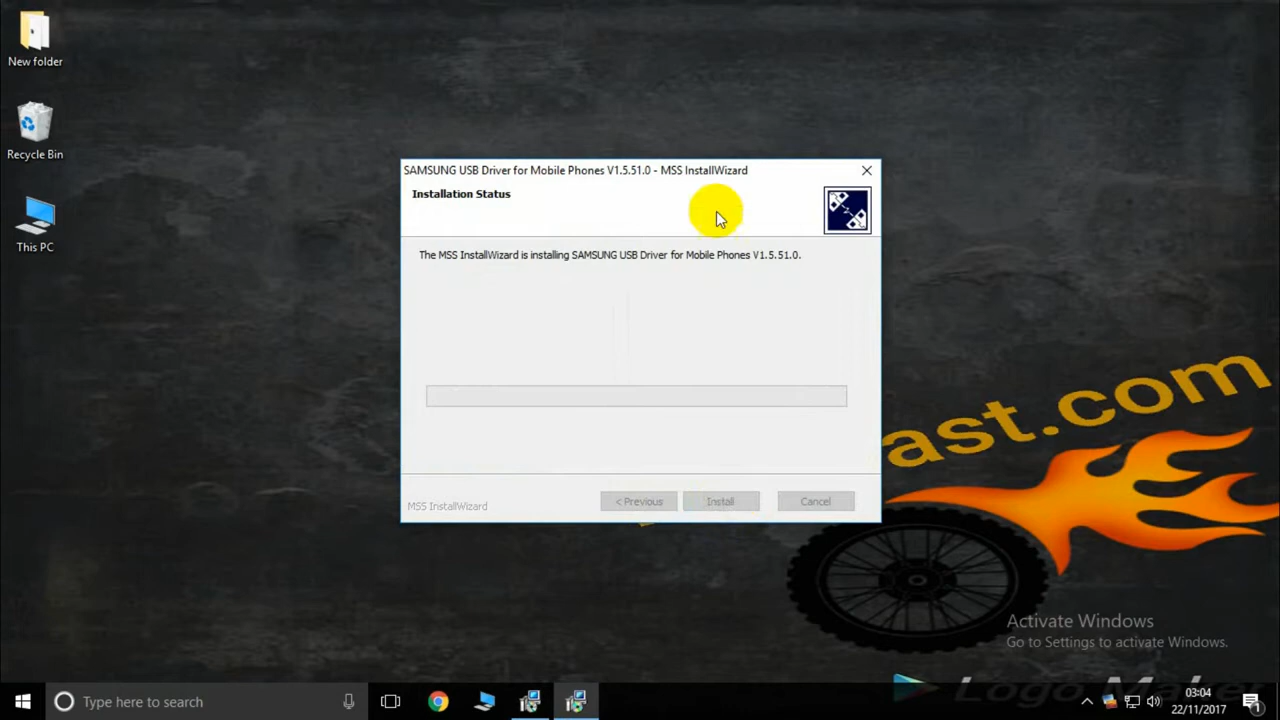 New folder
Recycle Bin
This PC
SAMSUNG USB Driver for Mobile Phones V1.5.51.0 - MSS InstallWizard
Installation Status
The MSS InstallWizard is installing SAMSUNG USB Driver for Mobile Phones V1.5.51.0.
MSS InstallWizard
< Previous
Install
Cancel
ast.com
Activate Windows
Go to Settings to activate Windows.
Logo Maker
Type here to search
03:04
22/11/2017
1